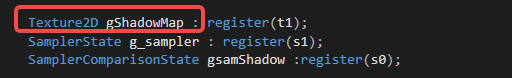 Texture2D gShadowMap : register(t1);
SamplerState g_sampler : register(s1);
SamplerComparisonState gsamShadow :register(s0);